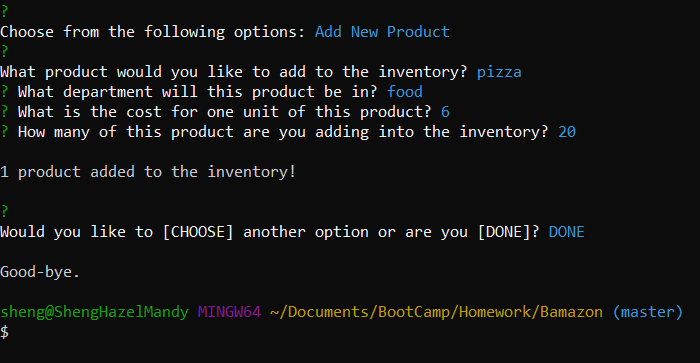 ?
Choose from the following options: Add New Product
?
What product would you like to add to the inventory? pizza
? What department will this product be in? food
? What is the cost for one unit of this product? 6
? How many of this product are you adding into the inventory? 20
1 product added to the inventory!
?
Would you like to [CHOOSE] another option or are you [DONE]? DONE
Good-bye.
sheng@ShengHazelMandy MINGW64 ~/Documents/BootCamp/Homework/Bamazon (master)
$